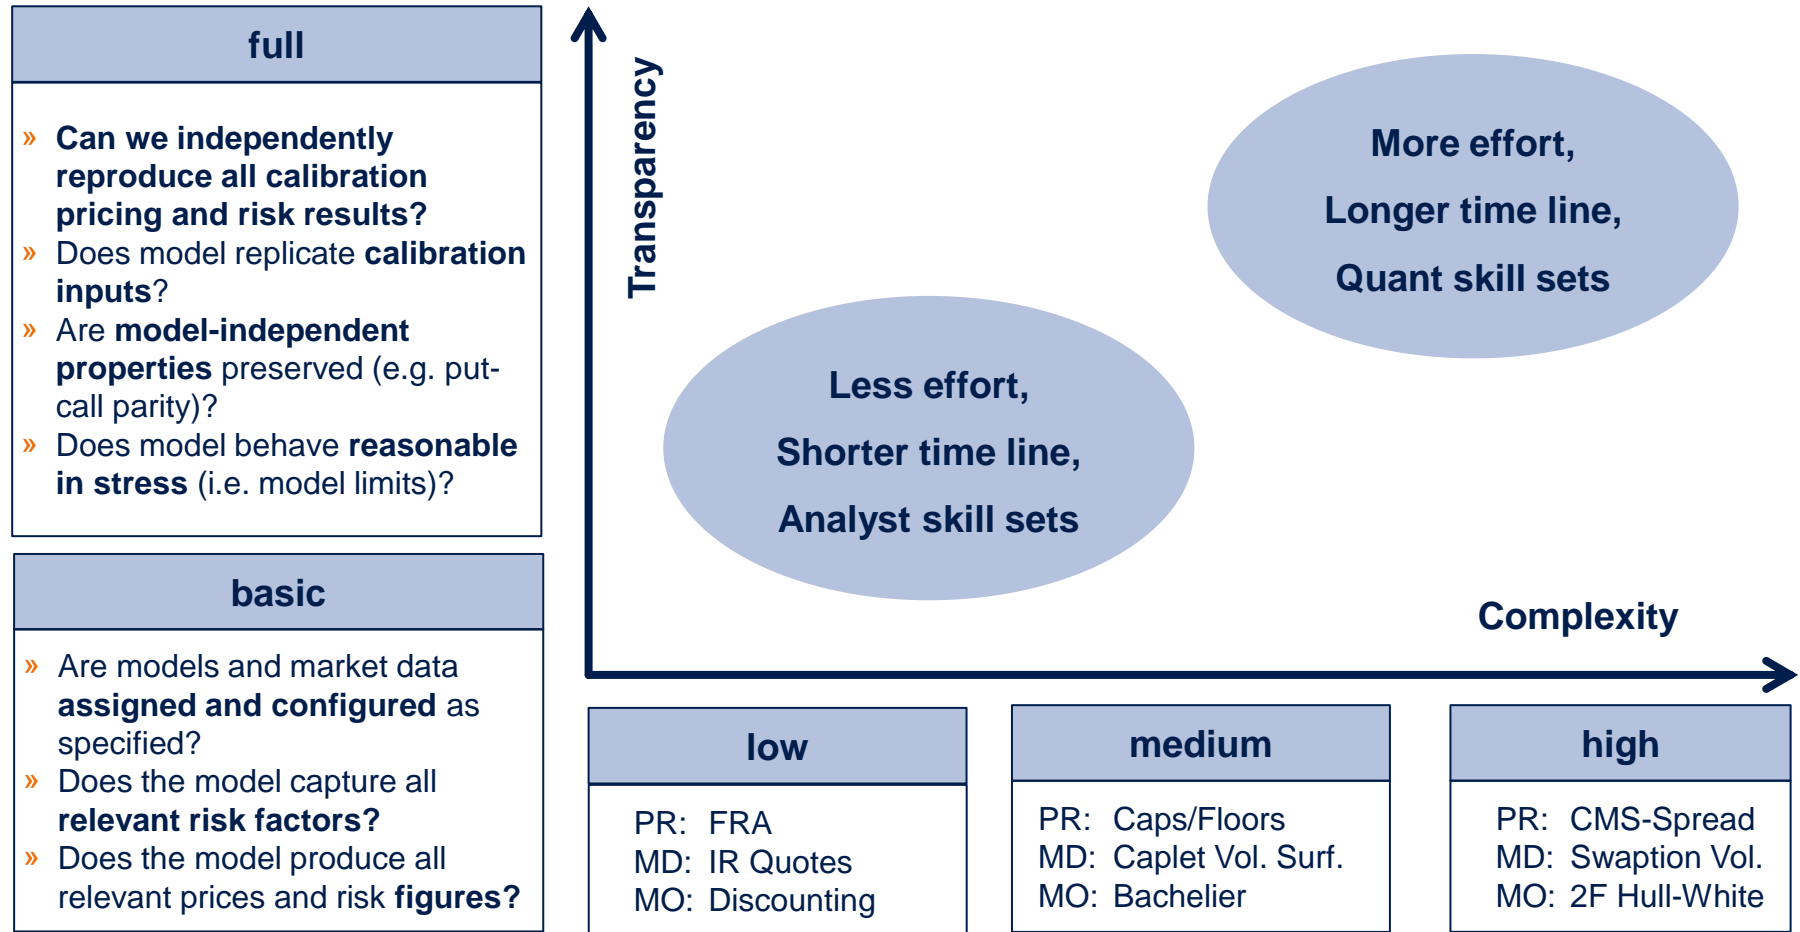 full
» Can we independently
reproduce all calibration
pricing and risk results?
» Does model replicate calibration
inputs?
» Are model-independent
properties preserved (e.g. put-
call parity)?
» Does model behave reasonable
in stress (i.e. model limits)?
basic
» Are models and market data
assigned and configured as
specified?
» Does the model capture all
relevant risk factors?
» Does the model produce all
relevant prices and risk figures?
Transparency
More effort,
Longer time line,
Quant skill sets
Less effort,
Shorter time line,
Analyst skill sets
Complexity
low
PR: FRA
MD: IR Quotes
MO: Discounting
medium
PR: Caps/Floors
MD: Caplet Vol. Surf.
MO: Bachelier
high
PR: CMS-Spread
MD: Swaption Vol.
MO: 2F Hull-White